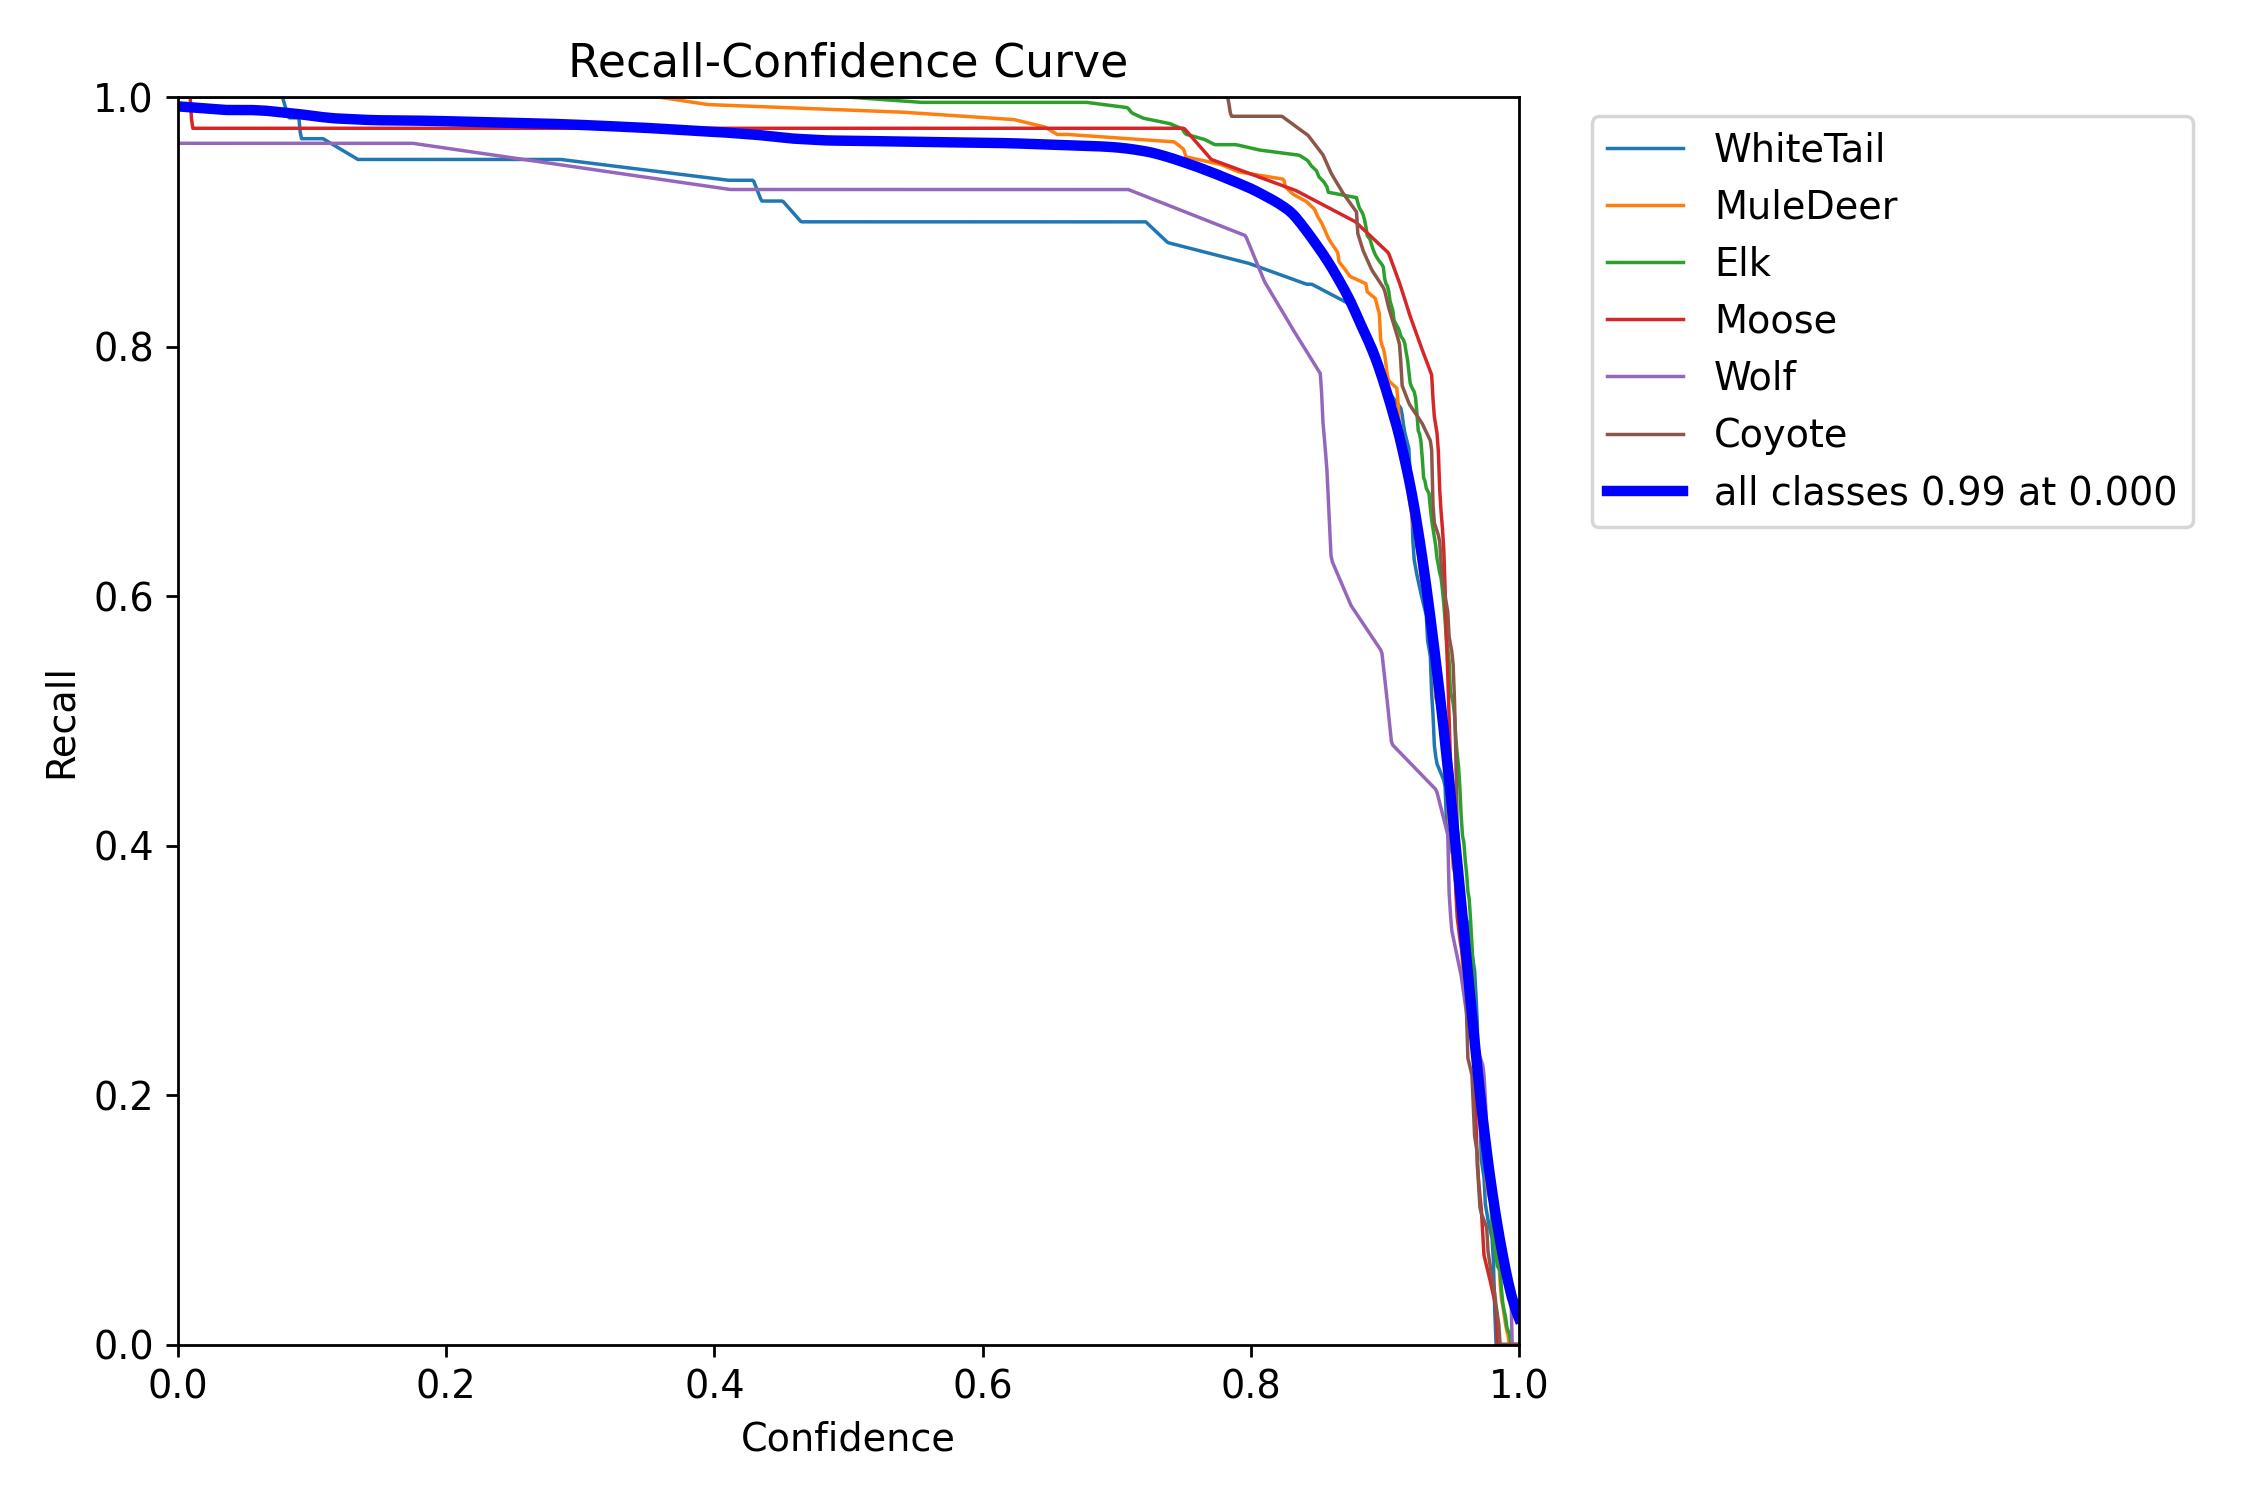 Recall-Confidence Curve
1.0
0.8
0.6
0.4
0.2
0.0
Recall
0.0 0.2 0.4 0.6 0.8 1.0
Confidence
WhiteTail
MuleDeer
Elk
Moose
Wolf
Coyote
all classes 0.99 at 0.000